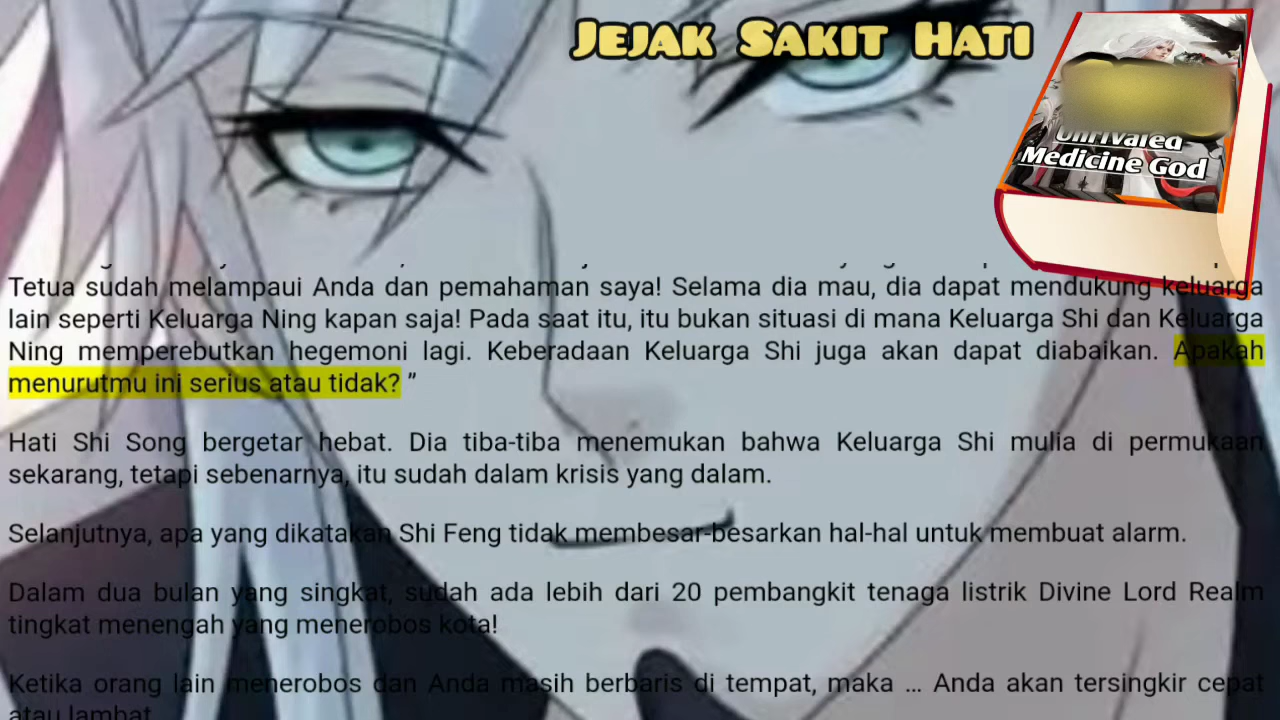 Jejak Sakit Hati
Unrivaled
Medicine God
Tetua sudah melampaui Anda dan pemahaman saya! Selama dia mau, dia dapat mendukung keluarga
lain seperti Keluarga Ning kapan saja! Pada saat itu, itu bukan situasi di mana Keluarga Shi dan Keluarga
Ning memperebutkan hegemoni lagi. Keberadaan Keluarga Shi juga akan dapat diabaikan. Apakah
menurutmu ini serius atau tidak? ”
Hati Shi Song bergetar hebat. Dia tiba-tiba menemukan bahwa Keluarga Shi mulia di permukaan
sekarang, tetapi sebenarnya, itu sudah dalam krisis yang dalam.
Selanjutnya, apa yang dikatakan Shi Feng tidak membesar-besarkan hal-hal untuk membuat alarm.
Dalam dua bulan yang singkat, sudah ada lebih dari 20 pembangkit tenaga listrik Divine Lord Realm
tingkat menengah yang menerobos kota!
Ketika orang lain menerobos dan Anda masih berbaris di tempat, maka ... Anda akan tersingkir cepat
atau lambat